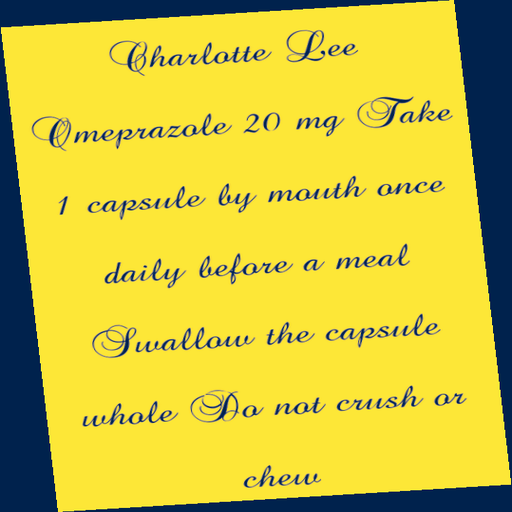 Charlotte Lee
Omeprazole 20 mg Take
1 capsule by mouth once
daily before a meal
Swallow the capsule
whole Do not crush or
chew